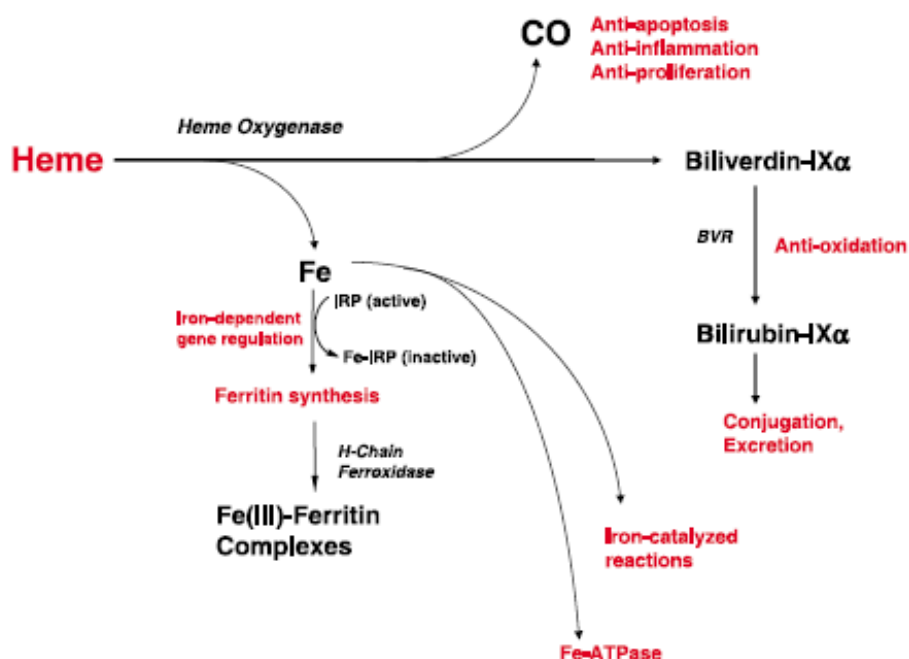 CO
Anti-apoptosis
Anti-inflammation
Anti-proliferation
Heme Oxygenase
Heme
Biliverdin-IXα
BVR
Anti-oxidation
Fe
IRP (active)
Iron-dependent
gene regulation
Fe-IRP (inactive)
Bilirubin-IXα
Ferritin synthesis
Conjugation,
Excretion
H-Chain
Ferroxidase
Fe(III)-Ferritin
Complexes
Iron-catalyzed
reactions
Fe-ATPase